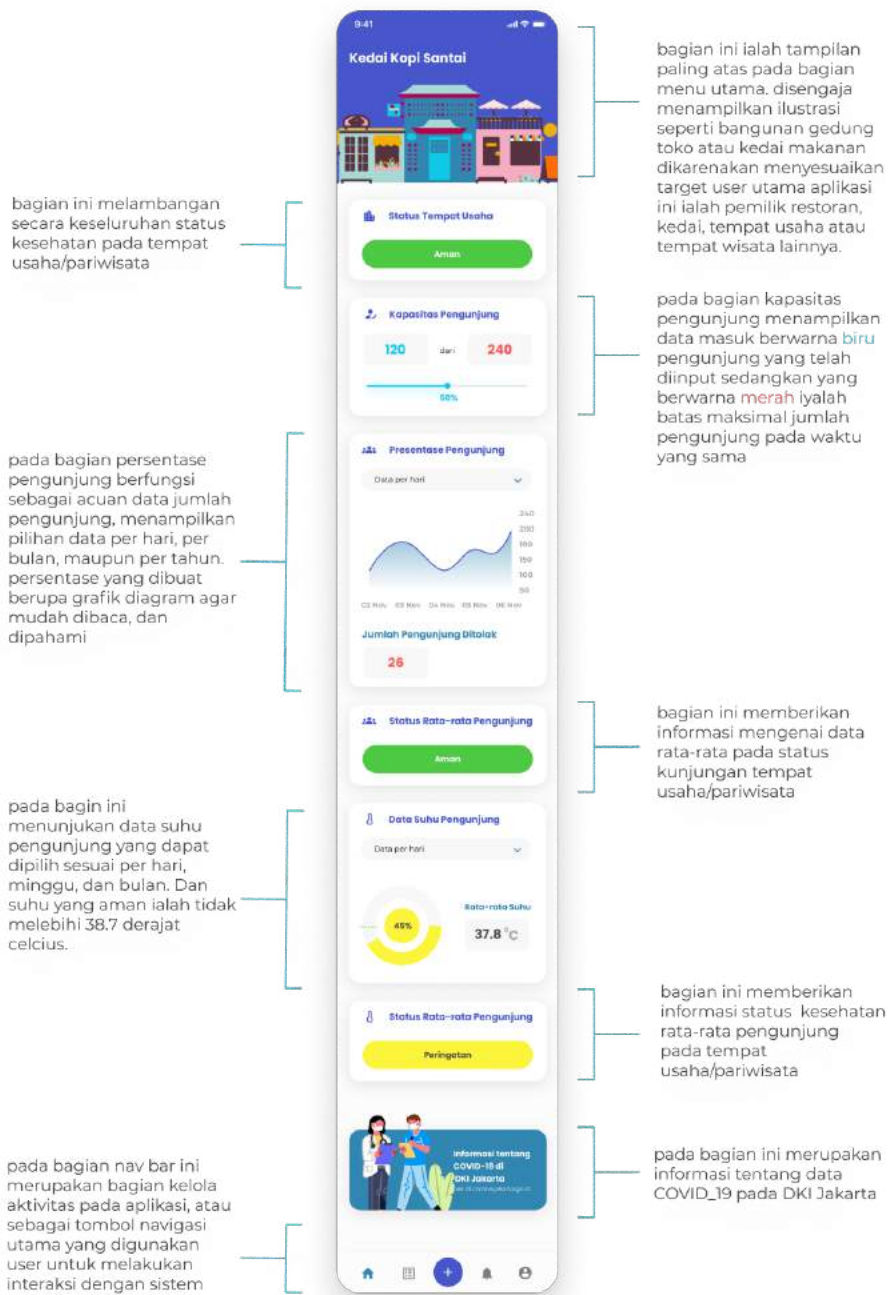 9:41
Kedai Kopi Santai
bagian ini ialah tampilan
paling atas pada bagian
menu utama. disengaja
menampilkan ilustrasi
seperti bangunan gedung
toko atau kedai makanan
dikarenakan menyesuaikan
target user utama aplikasi
ini ialah pemilik restoran,
kedai, tempat usaha atau
tempat wisata lainnya.
bagian ini melambangan
secara keseluruhan status
kesehatan pada tempat
usaha/pariwisata
Status Tempat Usaha
Aman
Kapasitas Pengunjung
120 dari 240
50%
pada bagian kapasitas
pengunjung menampilkan
data masuk berwarna biru
pengunjung yang telah
diinput sedangkan yang
berwarna merah iyalah
batas maksimal jumlah
pengunjung pada waktu
yang sama
pada bagian persentase
pengunjung berfungsi
sebagai acuan data jumlah
pengunjung, menampilkan
pilihan data per hari, per
bulan, maupun per tahun.
persentase yang dibuat
berupa grafik diagram agar
mudah dibaca, dan
dipahami
Presentase Pengunjung
Data per hari
240
200
180
150
100
50
02 Nov 03 Nov 04 Nov 05 Nov 06 Nov
Jumlah Pengunjung Ditolak
26
Status Rata-rata Pengunjung
Aman
bagian ini memberikan
informasi mengenai data
rata-rata pada status
kunjungan tempat
usaha/pariwisata
pada bagin ini
menunjukan data suhu
pengunjung yang dapat
dipilih sesuai per hari,
minggu, dan bulan. Dan
suhu yang aman ialah tidak
melebihi 38.7 derajat
celcius.
Data Suhu Pengunjung
Data per hari
45%
Rata-rata Suhu
37.8 °C
Status Rata-rata Pengunjung
Peringatan
bagian ini memberikan
informasi status kesehatan
rata-rata pengunjung
pada tempat
usaha/pariwisata
Informasi tentang
COVID-19 di
DKI Jakarta
pada bagian ini merupakan
informasi tentang data
COVID_19 pada DKI Jakarta
pada bagian nav bar ini
merupakan bagian kelola
aktivitas pada aplikasi, atau
sebagai tombol navigasi
utama yang digunakan
user untuk melakukan
interaksi dengan sistem